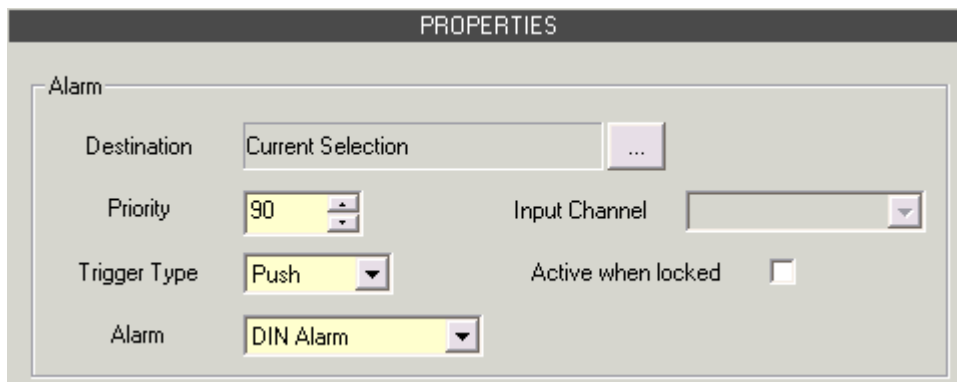 PROPERTIES
Alarm
Destination Current Selection ...
Priority 90 Input Channel
Trigger Type Push Active when locked
Alarm DIN Alarm